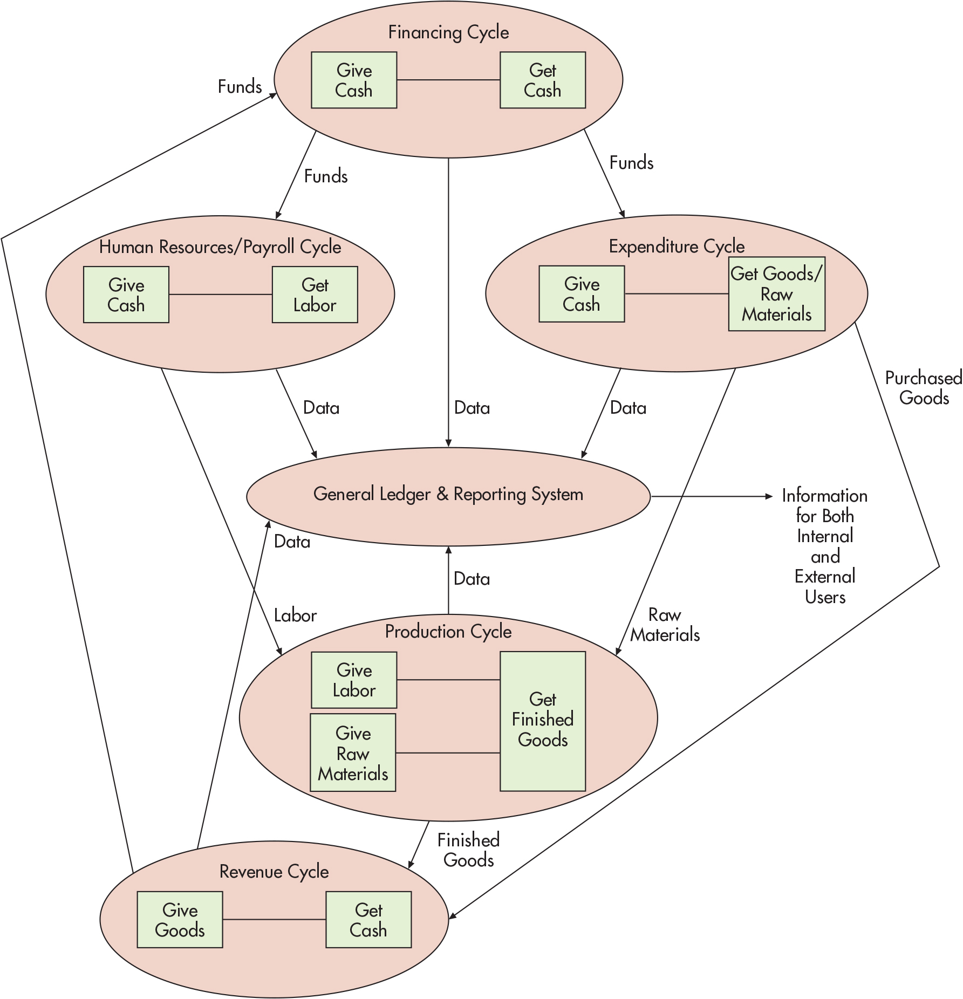 Financing Cycle
Give
Cash
Get
Cash
Funds
Funds
Funds
Human Resources/Payroll Cycle
Give
Cash
Get
Labor
Expenditure Cycle
Give
Cash
Get Goods/
Raw
Materials
Purchased
Goods
Data
Data
Data
General Ledger & Reporting System
Information
for Both
Internal
and
External
Users
Data
Data
Labor
Raw
Materials
Production Cycle
Give
Labor
Give
Raw
Materials
Get
Finished
Goods
Finished
Goods
Revenue Cycle
Give
Goods
Get
Cash